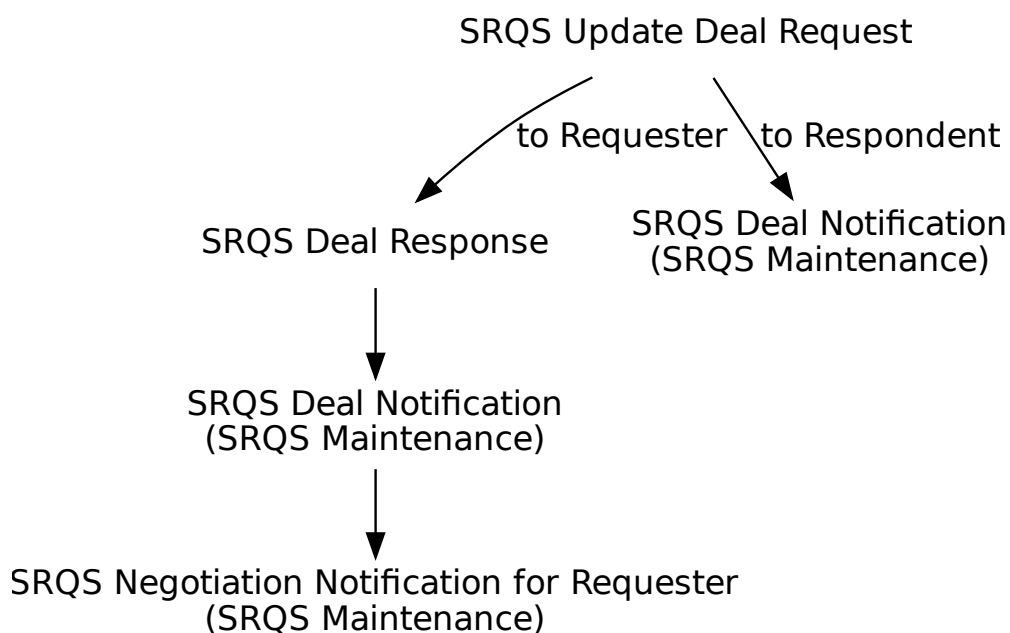 SRQS Update Deal Request
to Requester
to Respondent
SRQS Deal Response
SRQS Deal Notification
(SRQS Maintenance)
SRQS Deal Notification
(SRQS Maintenance)
SRQS Negotiation Notification for Requester
(SRQS Maintenance)